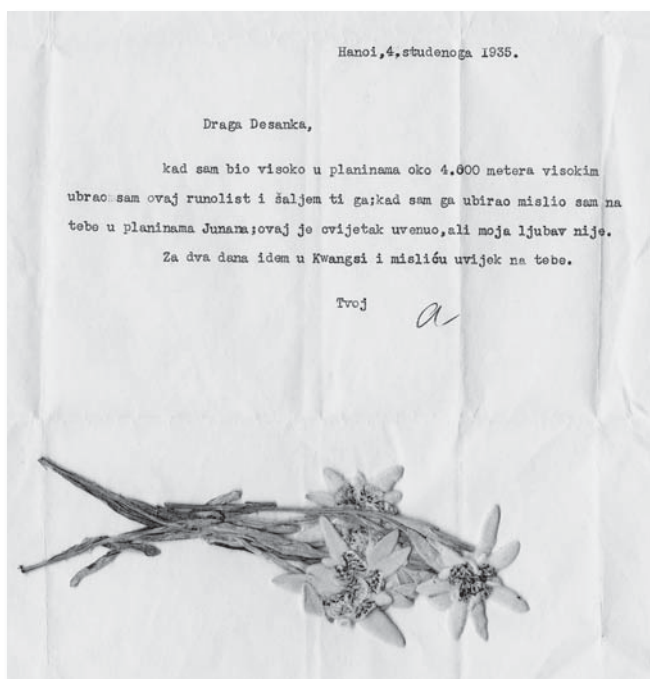 Hanoi,4.studenoga 1935.
Draga Desanka,
kad sam bio visoko u planinama oko 4.600 metera visokim
ubrao sam ovaj runolist i šaljem ti ga;kad sam ga ubirao mislio sam na
tebe u planinama Junana;ovaj je cvijetak uvenuo,ali moja ljubav nije.
Za dva dana idem u Kwangsi i misliću uvijek na tebe.
Tvoj a